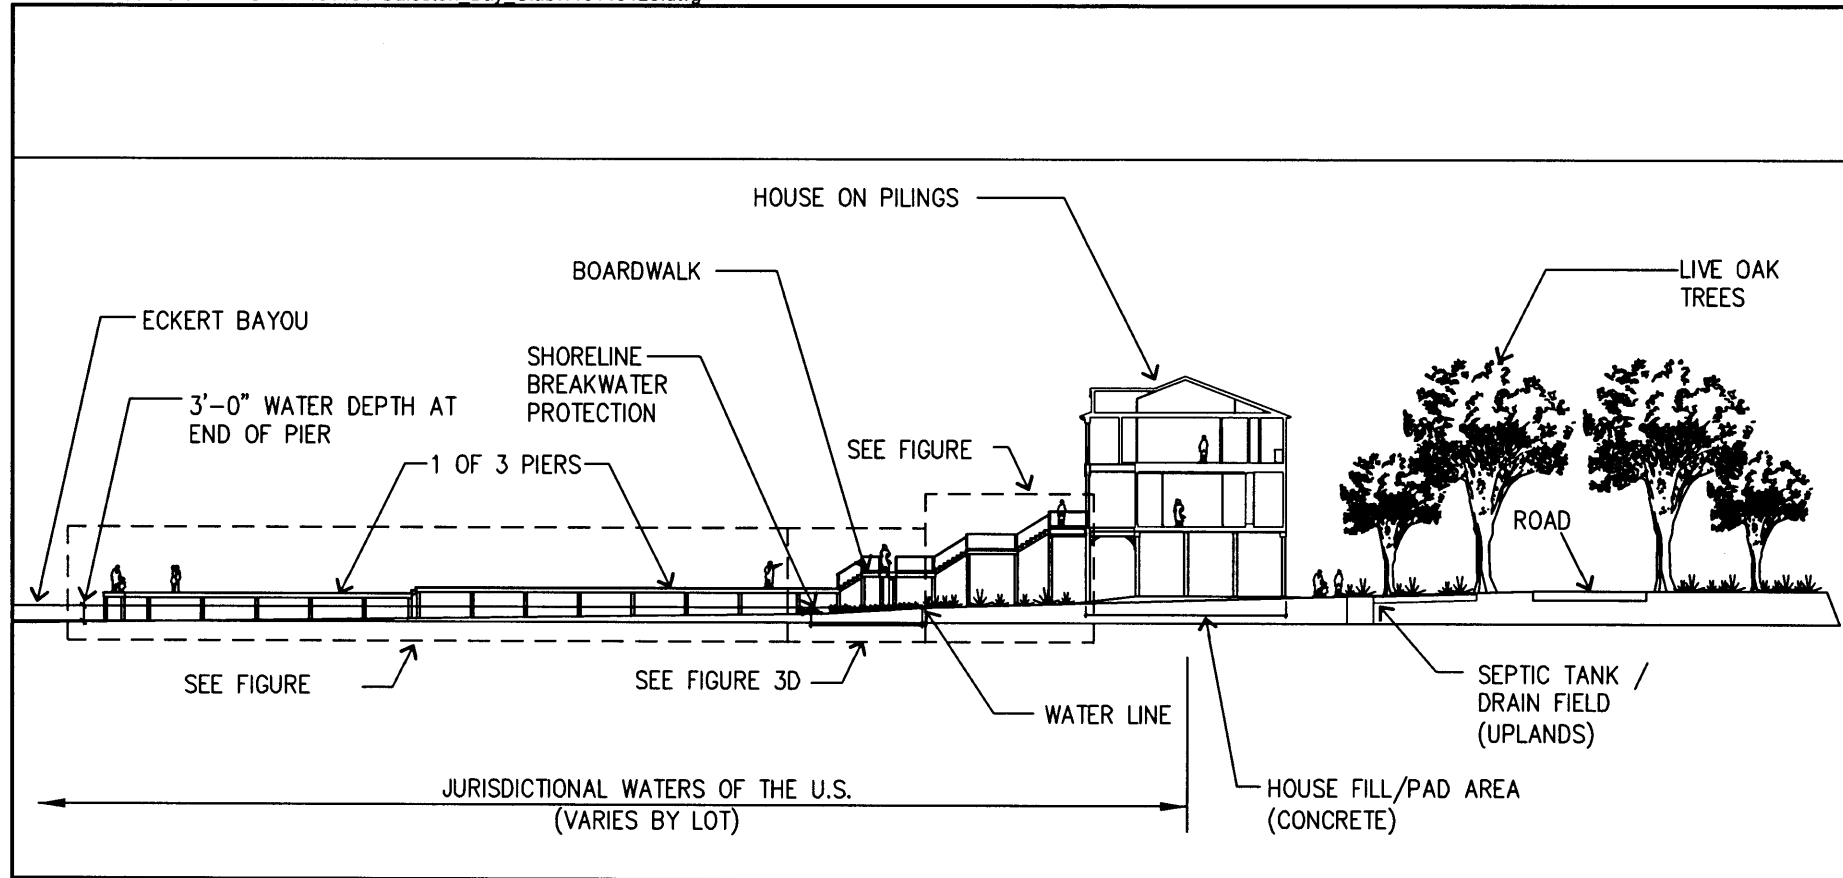 HOUSE ON PILINGS
BOARDWALK
LIVE OAK
TREES
ECKERT BAYOU
SHORELINE
BREAKWATER
PROTECTION
3'-0" WATER DEPTH AT
END OF PIER
SEE FIGURE
1 OF 3 PIERS
ROAD
SEE FIGURE
SEE FIGURE 3D
WATER LINE
SEPTIC TANK /
DRAIN FIELD
(UPLANDS)
JURISDICTIONAL WATERS OF THE U.S.
(VARIES BY LOT)
HOUSE FILL/PAD AREA
(CONCRETE)